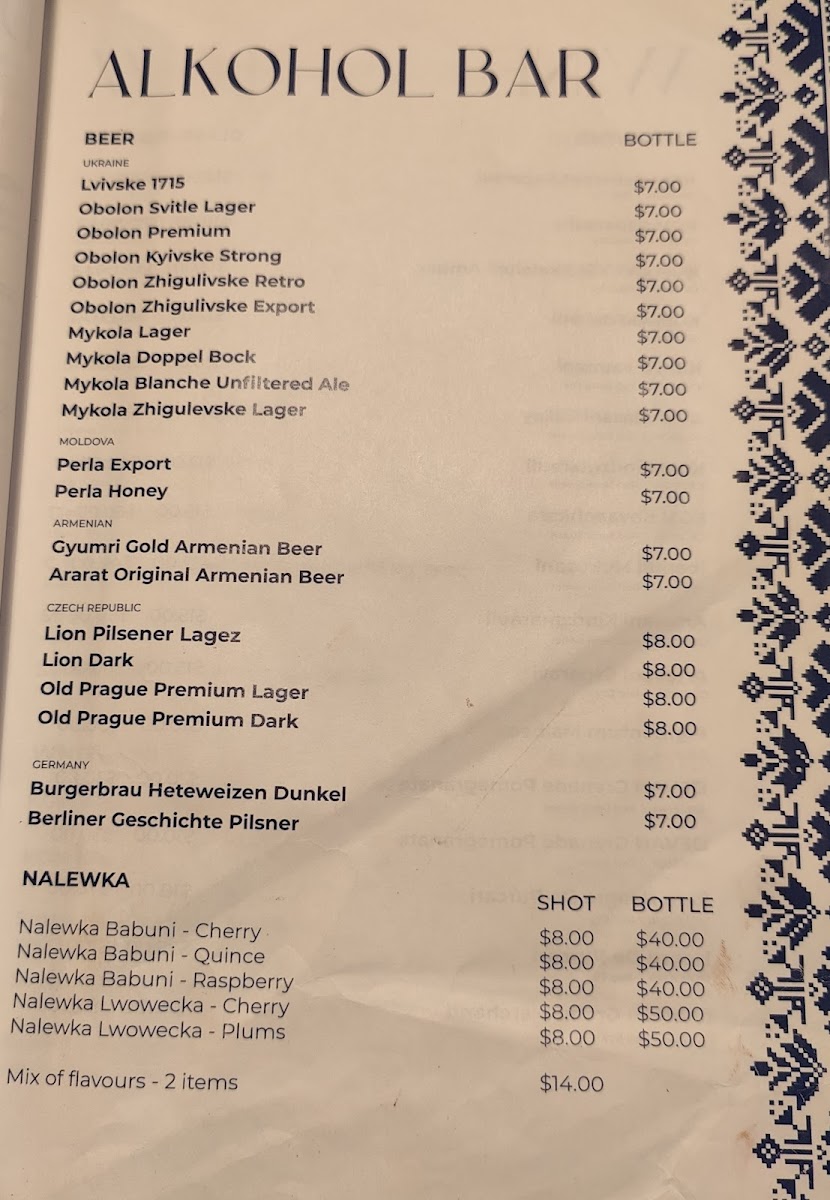 ALKOHOL BAR
BEER BOTTLE
UKRAINE
Lvivske 1715 $7.00
Obolon Svitle Lager $7.00
Obolon Premium $7.00
Obolon Kyivske Strong $7.00
Obolon Zhigulivske Retro $7.00
Obolon Zhigulivske Export $7.00
Mykola Lager $7.00
Mykola Doppel Bock $7.00
Mykola Blanche Unfiltered Ale $7.00
Mykola Zhigulevske Lager $7.00
MOLDOVA
Perla Export $7.00
Perla Honey $7.00
ARMENIAN
Gyumri Gold Armenian Beer $7.00
Ararat Original Armenian Beer $7.00
CZECH REPUBLIC
Lion Pilsener Lagez $8.00
Lion Dark $8.00
Old Prague Premium Lager $8.00
Old Prague Premium Dark $8.00
GERMANY
Burgerbrau Heteweizen Dunkel $7.00
Berliner Geschichte Pilsner $7.00
NALEWKA SHOT BOTTLE
Nalewka Babuni - Cherry $8.00 $40.00
Nalewka Babuni - Quince $8.00 $40.00
Nalewka Babuni - Raspberry $8.00 $40.00
Nalewka Lwowecka - Cherry $8.00 $50.00
Nalewka Lwowecka - Plums $8.00 $50.00
Mix of flavours - 2 items $14.00